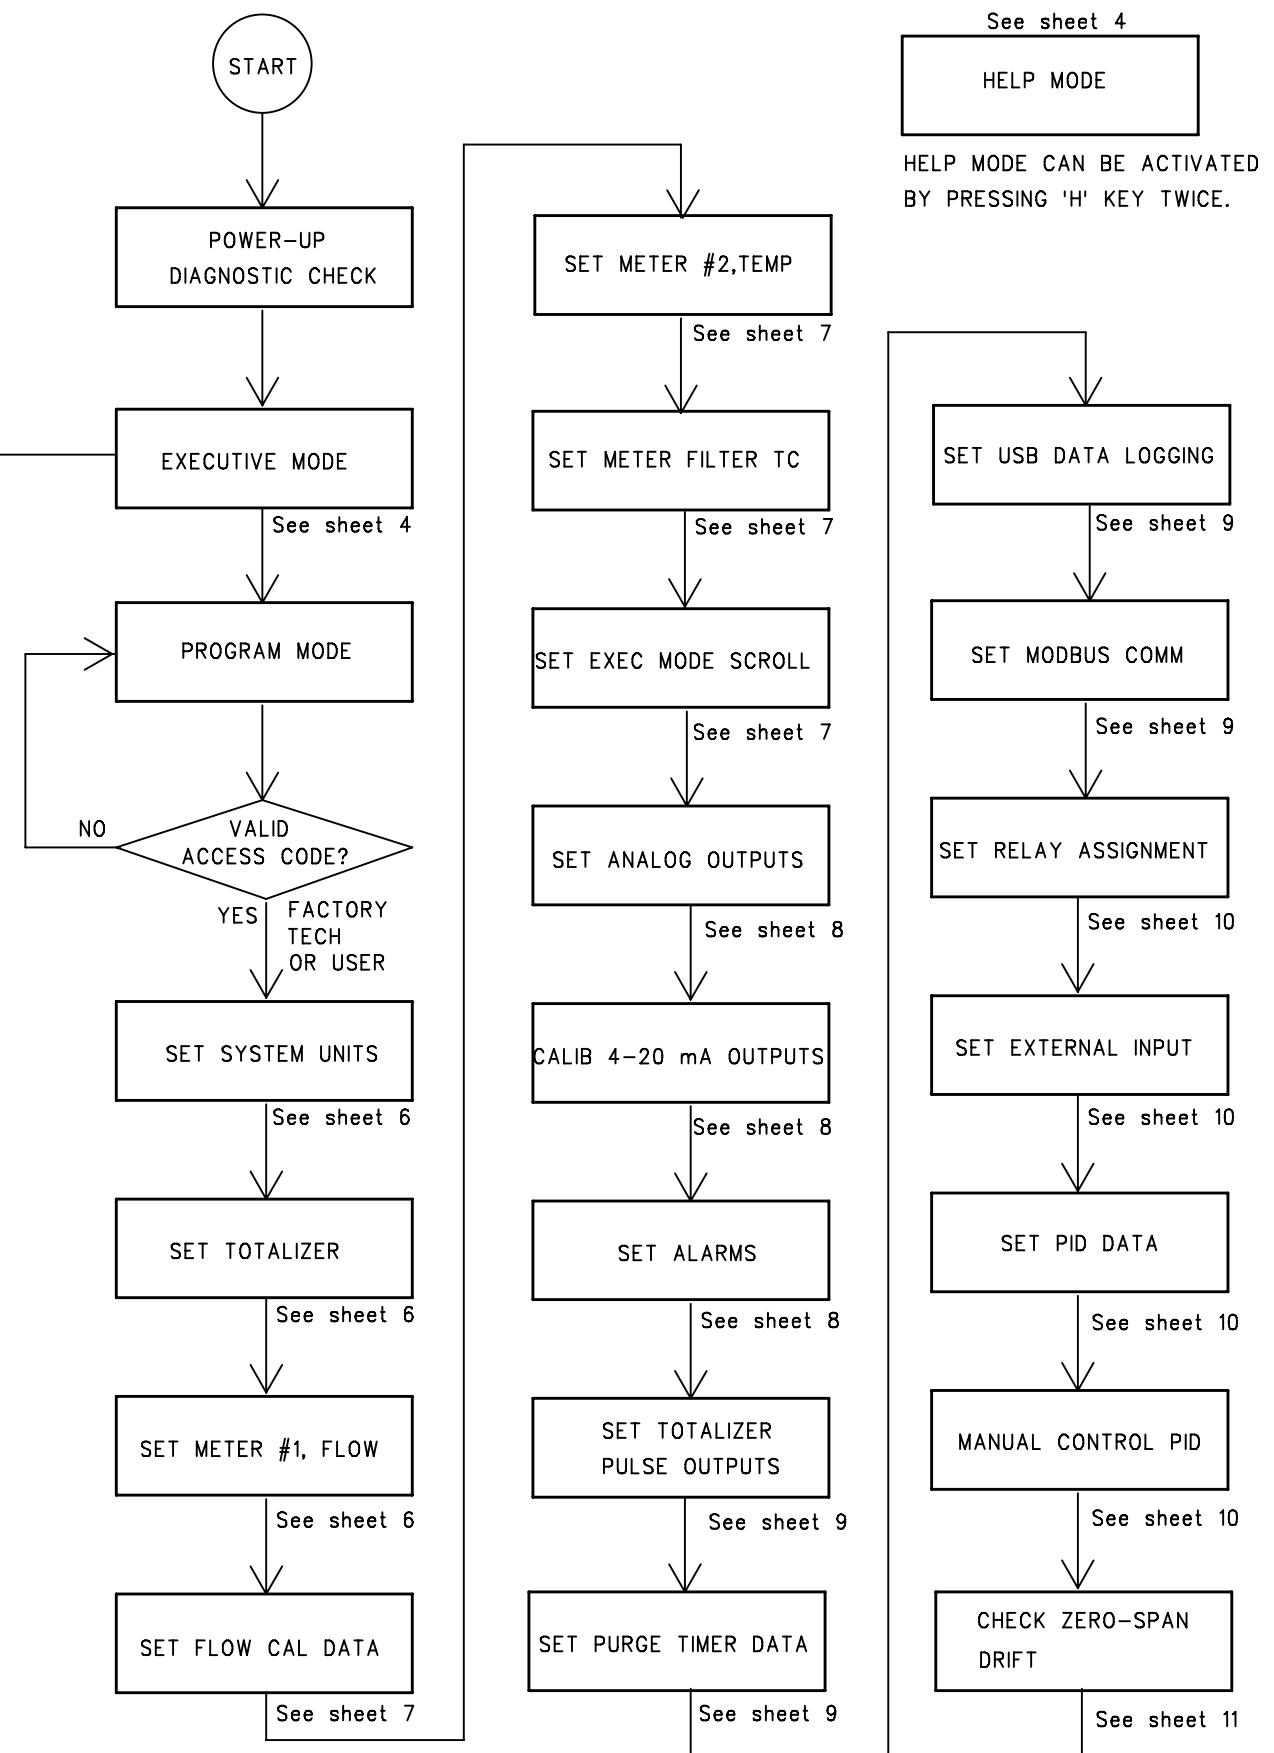 START
POWER-UP
DIAGNOSTIC CHECK
EXECUTIVE MODE
See sheet 4
PROGRAM MODE
NO
VALID
ACCESS CODE?
YES
FACTORY
TECH
OR USER
SET SYSTEM UNITS
See sheet 6
SET TOTALIZER
See sheet 6
SET METER #1, FLOW
See sheet 6
SET FLOW CAL DATA
See sheet 7
SET METER #2,TEMP
See sheet 7
SET METER FILTER TC
See sheet 7
SET EXEC MODE SCROLL
See sheet 7
SET ANALOG OUTPUTS
See sheet 8
CALIB 4-20 mA OUTPUTS
See sheet 8
SET ALARMS
See sheet 8
SET TOTALIZER
PULSE OUTPUTS
See sheet 9
SET PURGE TIMER DATA
See sheet 9
See sheet 4
HELP MODE
HELP MODE CAN BE ACTIVATED
BY PRESSING 'H' KEY TWICE.
SET USB DATA LOGGING
See sheet 9
SET MODBUS COMM
See sheet 9
SET RELAY ASSIGNMENT
See sheet 10
SET EXTERNAL INPUT
See sheet 10
SET PID DATA
See sheet 10
MANUAL CONTROL PID
See sheet 10
CHECK ZERO-SPAN
DRIFT
See sheet 11